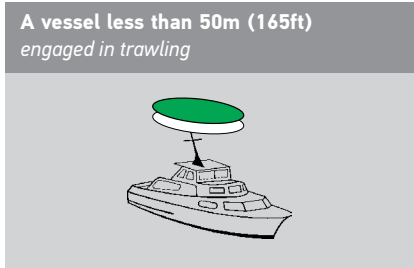 A vessel less than 50m (165ft)
engaged in trawling